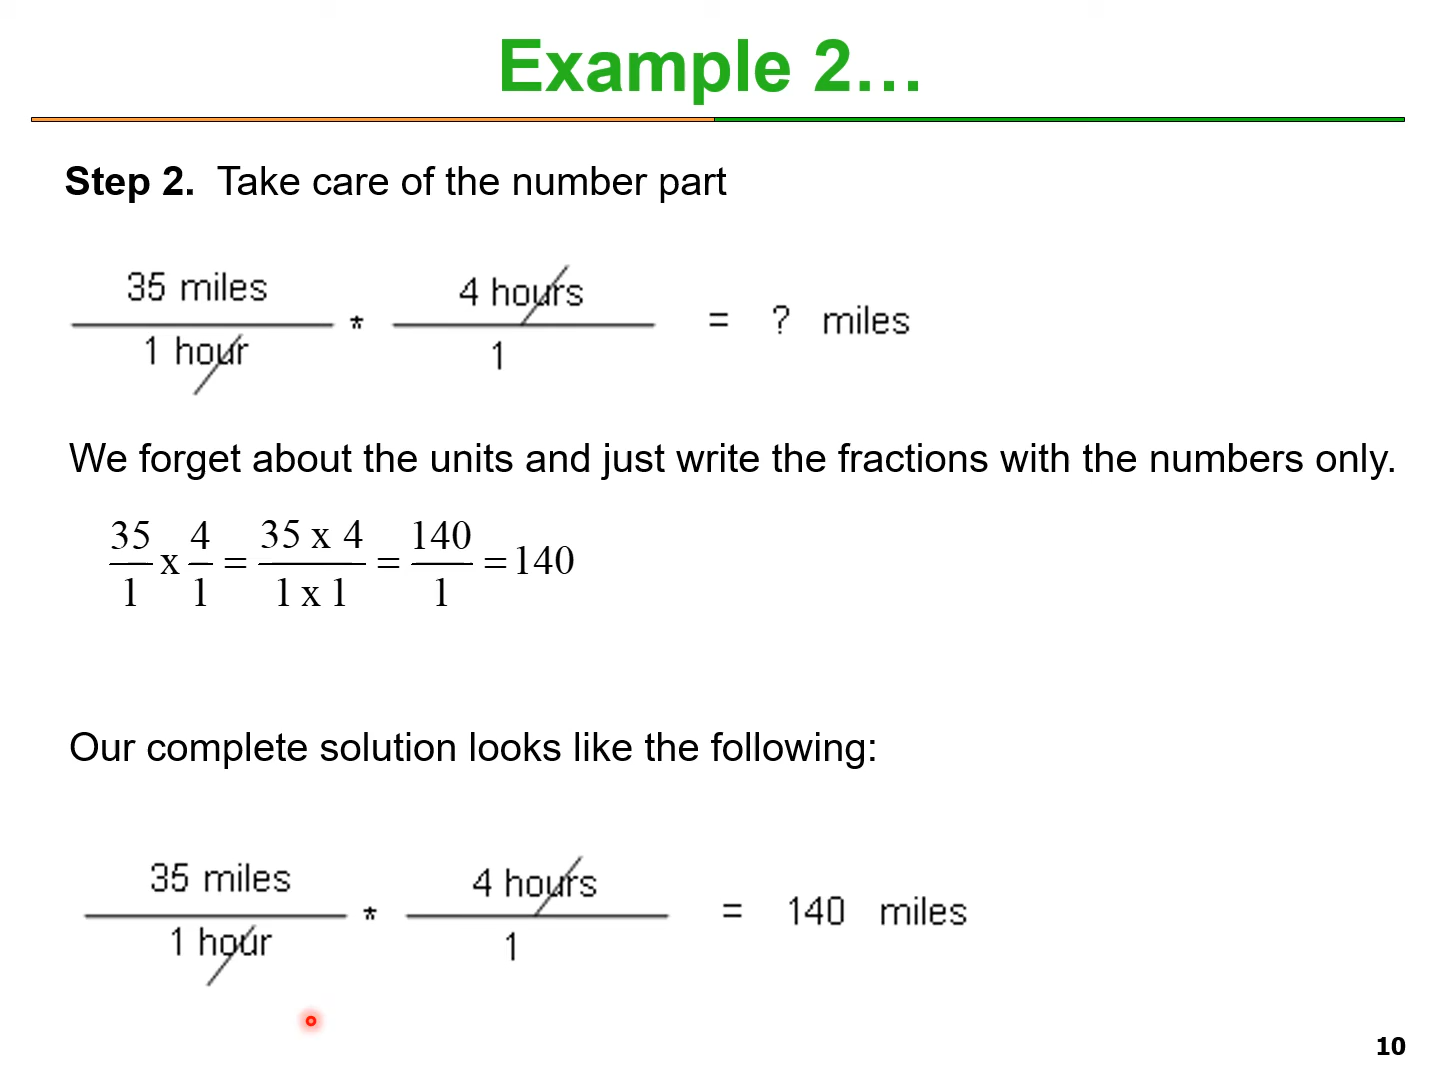 Example 2…
Step 2. Take care of the number part
35 miles / 1 hour * 4 hours / 1 = ? miles
We forget about the units and just write the fractions with the numbers only.
35/1 x 4/1 = 35 x 4 / 1 x 1 = 140/1 = 140
Our complete solution looks like the following:
35 miles / 1 hour * 4 hours / 1 = 140 miles
10